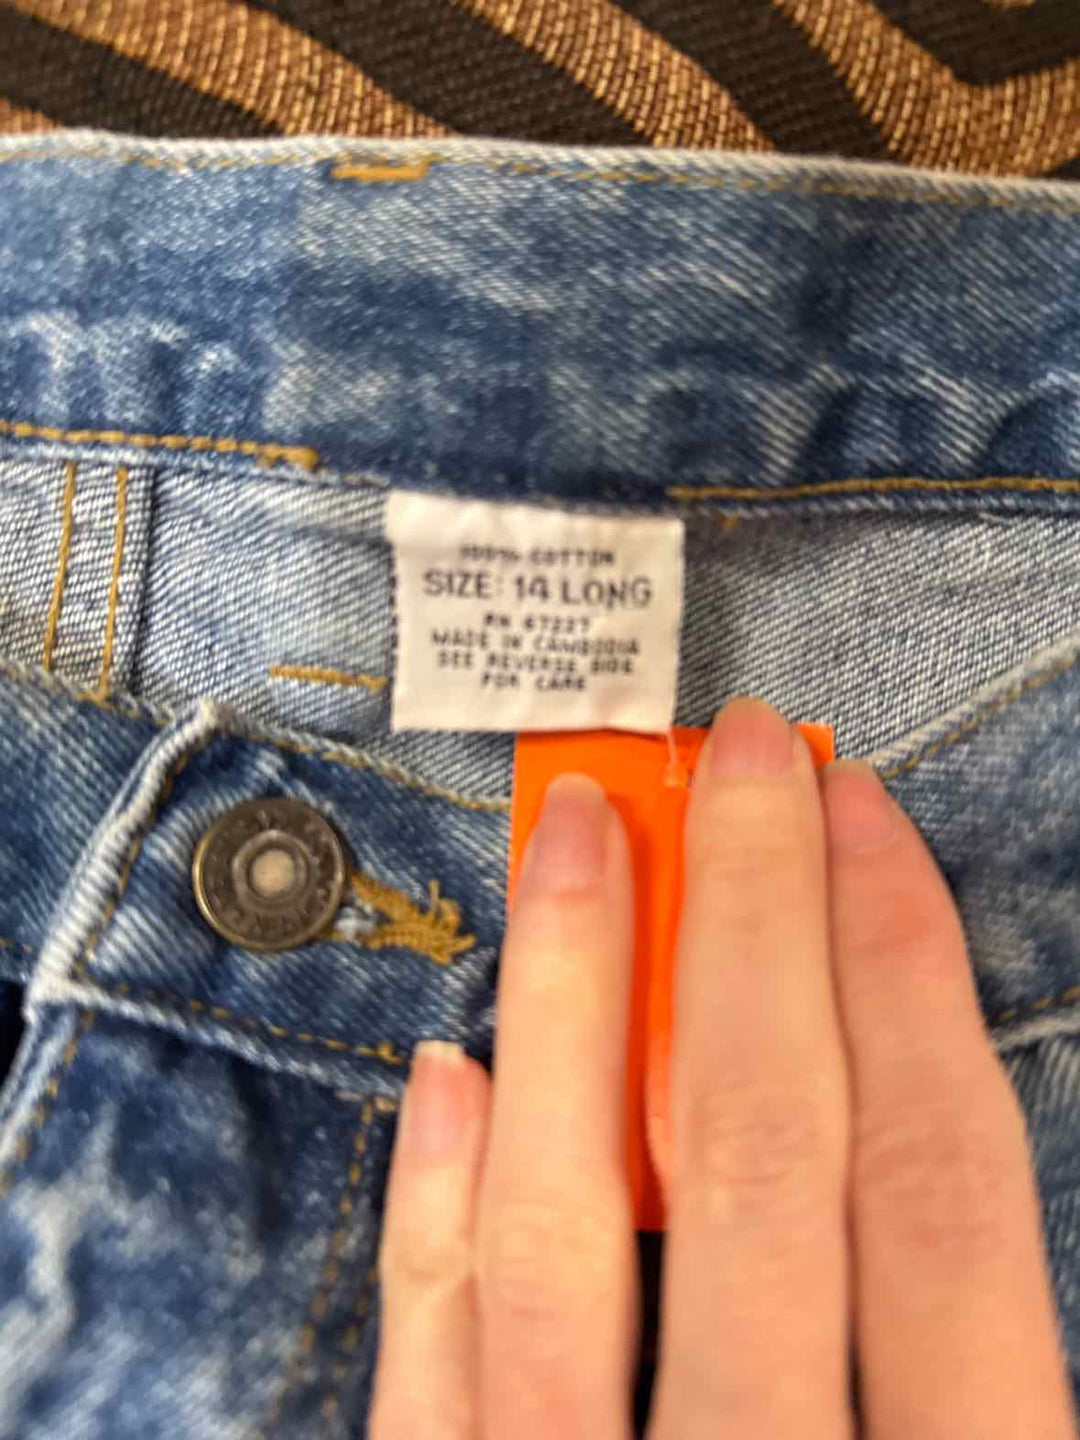 100% COTTON
SIZE: 14 LONG
RN 67227
MADE IN CAMBODIA
SEE REVERSE SIDE
FOR CARE